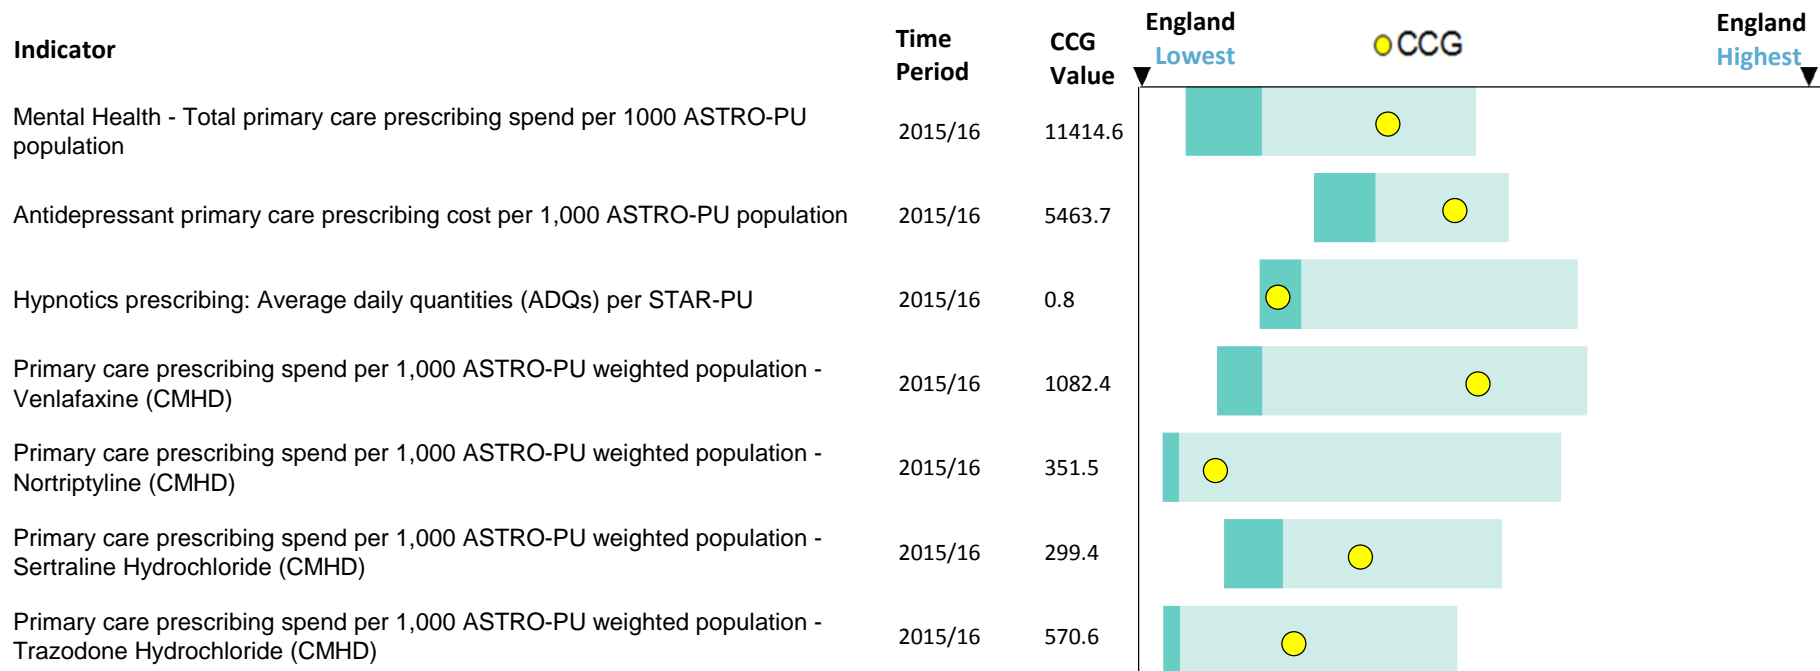 Indicator
Time
Period
CCG
Value
England
Lowest
CCG
England
Highest
Mental Health - Total primary care prescribing spend per 1000 ASTRO-PU
population
2015/16
11414.6
Antidepressant primary care prescribing cost per 1,000 ASTRO-PU population
2015/16
5463.7
Hypnotics prescribing: Average daily quantities (ADQs) per STAR-PU
2015/16
0.8
Primary care prescribing spend per 1,000 ASTRO-PU weighted population -
Venlafaxine (CMHD)
2015/16
1082.4
Primary care prescribing spend per 1,000 ASTRO-PU weighted population -
Nortriptyline (CMHD)
2015/16
351.5
Primary care prescribing spend per 1,000 ASTRO-PU weighted population -
Sertraline Hydrochloride (CMHD)
2015/16
299.4
Primary care prescribing spend per 1,000 ASTRO-PU weighted population -
Trazodone Hydrochloride (CMHD)
2015/16
570.6